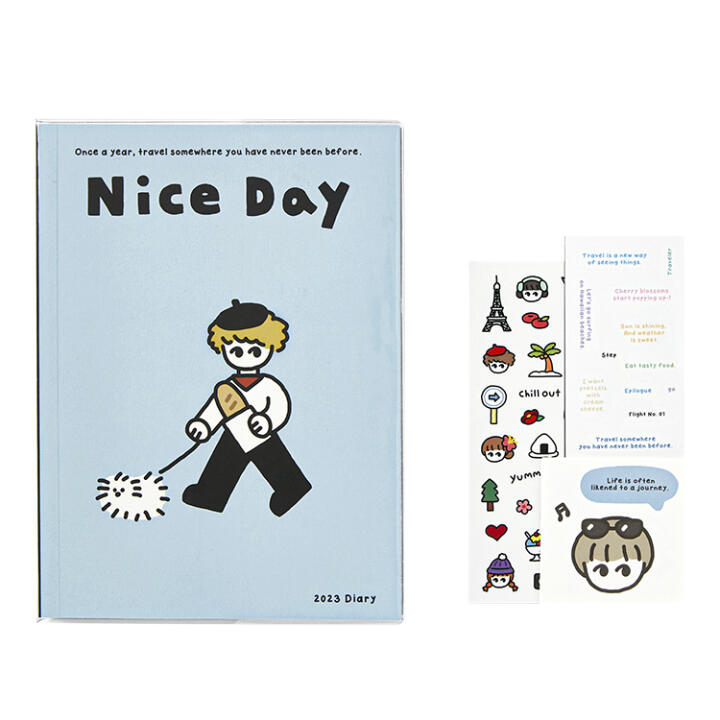 Once a year, travel somewhere you have never been before.
Nice Day
2023 Diary
chill out
yumm
Travel is a new way
of seeing things.
Traveler
Let's go surfing
on Hawaiian beaches.
Cherry blossoms
start popping up!
Sun is shining,
And weather
is sweet.
Step
Eat tasty food.
I want
pretzels
with
cream
cheeze.
Epilogue
go
Flight No. 01
Travel somewhere
you have never been before.
Life is often
likened to a journey.